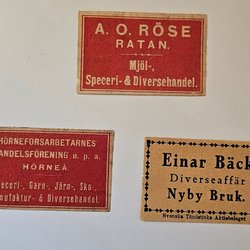 A. O. RÖSE
RATAN.
Mjöl-,
Speceri- & Diversehandel.
HÖRNEFORSARBETARNES
HANDELSFÖRENING u. p. a.
HÖRNEÅ.
Speceri-, Garn-, Järn-, Sko-,
Manufaktur- & Diversehandel.
Einar Bäck
Diverseaffär
Nyby Bruk.
Svenska Tändsticks Aktiebolaget